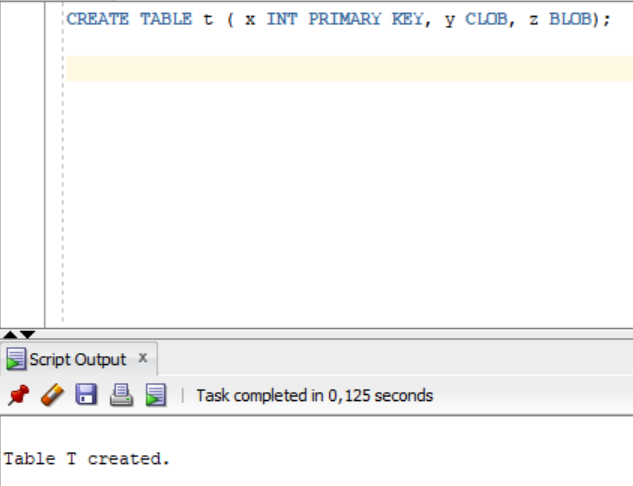 CREATE TABLE t ( x INT PRIMARY KEY, y CLOB, z BLOB);
Script Output x
Task completed in 0,125 seconds
Table T created.